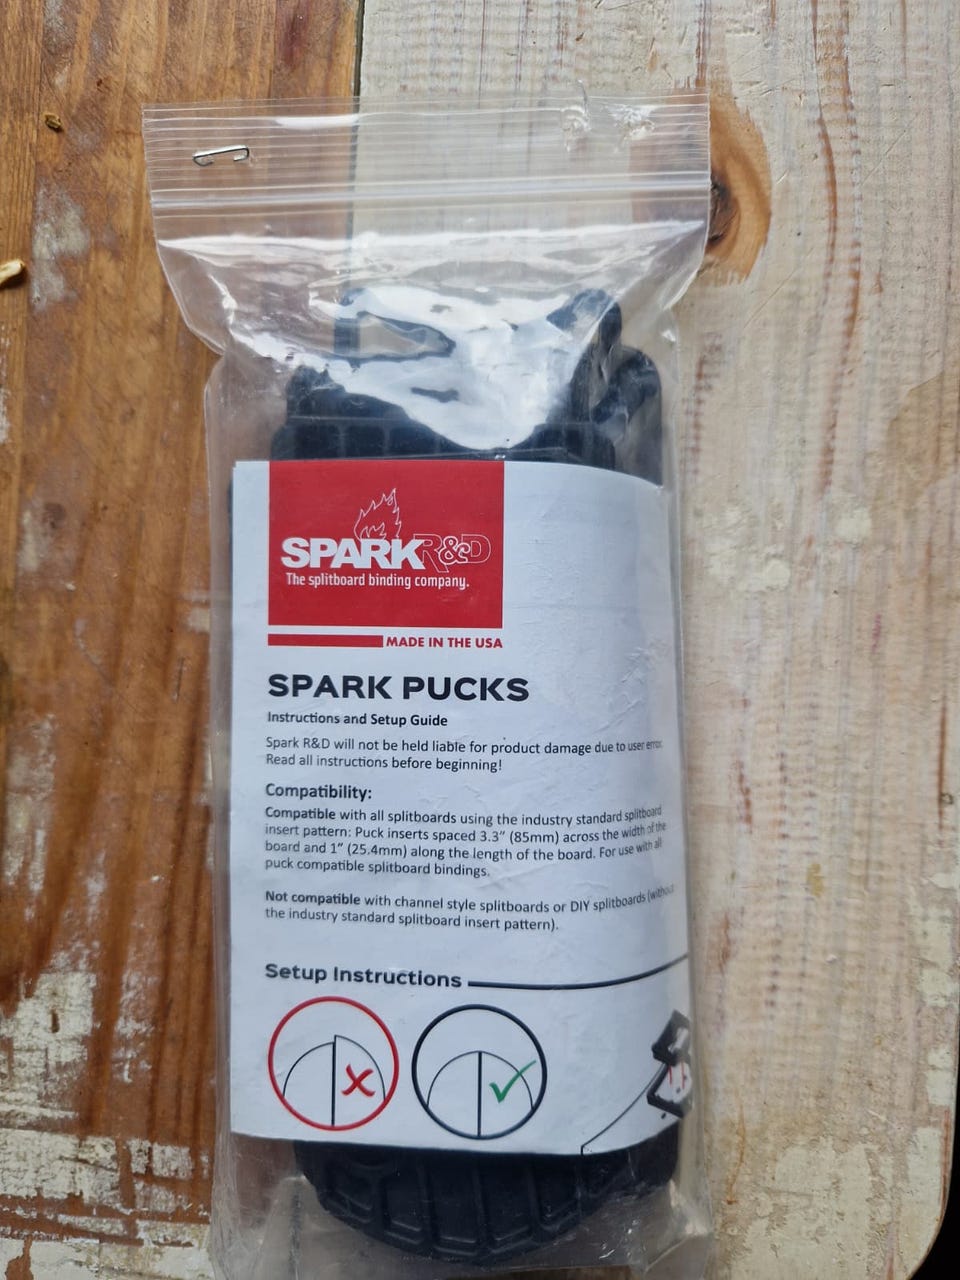 SPARK R&D
The splitboard binding company.
MADE IN THE USA
SPARK PUCKS
Instructions and Setup Guide
Spark R&D will not be held liable for product damage due to user error.
Read all instructions before beginning!
Compatibility:
Compatible with all splitboards using the industry standard splitboard
insert pattern: Puck inserts spaced 3.3" (85mm) across the width of the
board and 1" (25.4mm) along the length of the board. For use with all
puck compatible splitboard bindings.
Not compatible with channel style splitboards or DIY splitboards (without
the industry standard splitboard insert pattern).
Setup Instructions